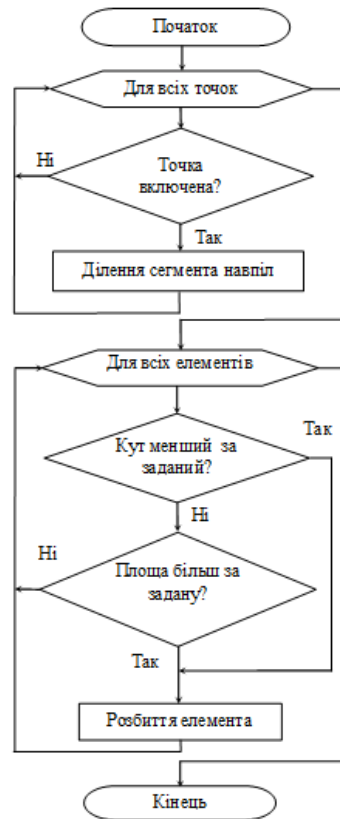 Початок
Для всіх точок
Ні
Точка
включена?
Так
Ділення сегмента навпіл
Для всіх елементів
Кут менший за
заданий?
Так
Ні
Ні
Площа більш за
задану?
Так
Розбиття елемента
Кінець